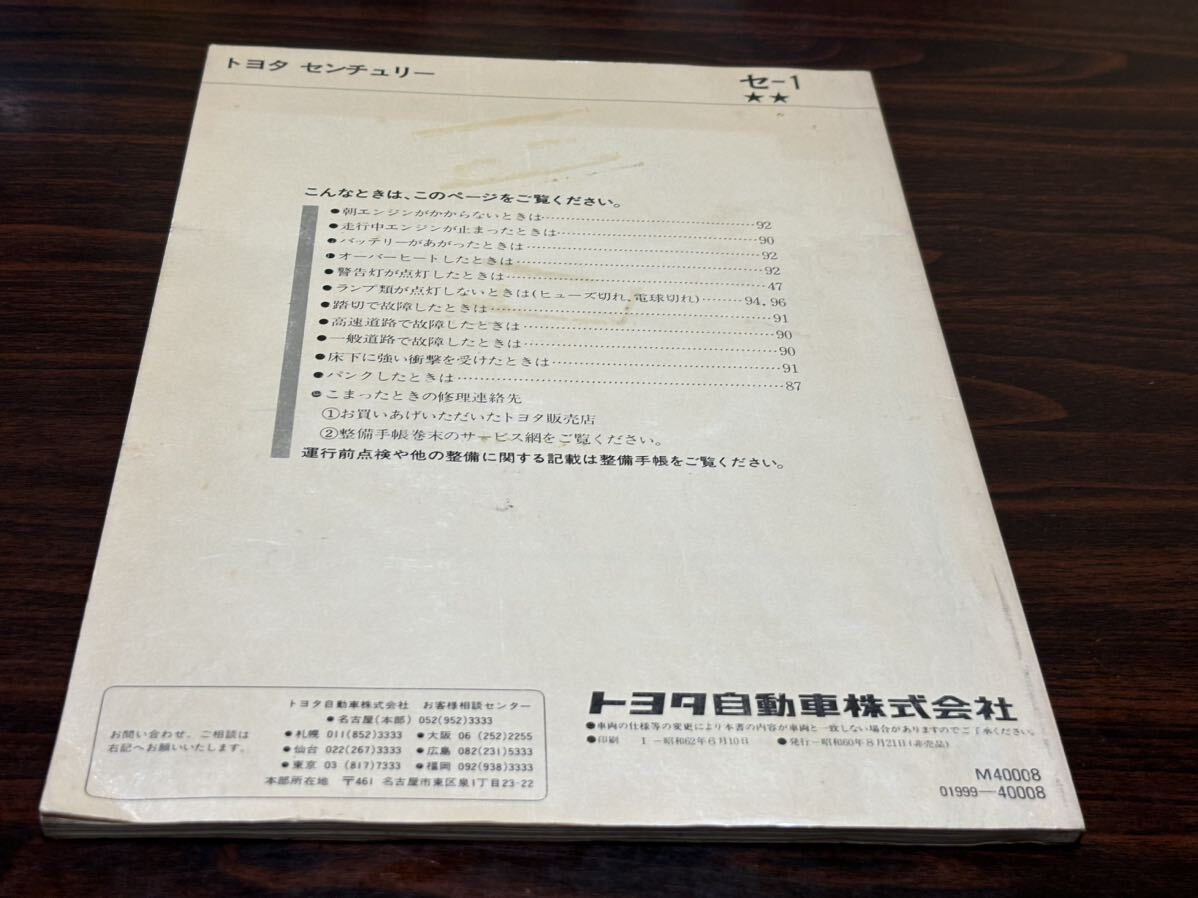 トヨタ センチュリー
セ-1
★★
こんなときは、このページをご覧ください。
●朝エンジンがかからないときは……………………92
●走行中エンジンが止まったときは……………………90
●バッテリーがあがったときは……………………92
●オーバーヒートしたときは……………………92
●警告灯が点灯したときは……………………47
●ランプ類が点灯しないときは(ヒューズ切れ、電球切れ)………94, 96
●踏切で故障したときは……………………91
●高速道路で故障したときは……………………90
●一般道路で故障したときは……………………90
●床下に強い衝撃を受けたときは……………………91
●パンクしたときは……………………87
●こまったときの修理連絡先
①お買いあげいただいたトヨタ販売店
②整備手帳巻末のサービス網をご覧ください。
運行前点検や他の整備に関する記載は整備手帳をご覧ください。
お問い合わせ、ご相談は
右記へお願いいたします。
トヨタ自動車株式会社 お客様相談センター
●名古屋(本部) 052(952)3333
●札幌 011(852)3333 ●大阪 06 (252)2255
●仙台 022(267)3333 ●広島 082(231)5333
●東京 03 (817)7333 ●福岡 092(938)3333
本部所在地 〒461 名古屋市東区泉1丁目23-22
トヨタ自動車株式会社
●車両の仕様等の変更により本書の内容が車両と一致しない場合がありますのでご了承ください。
●印刷 I −昭和62年6月10日 ●発行−昭和60年8月21日(非売品)
M40008
01999—40008